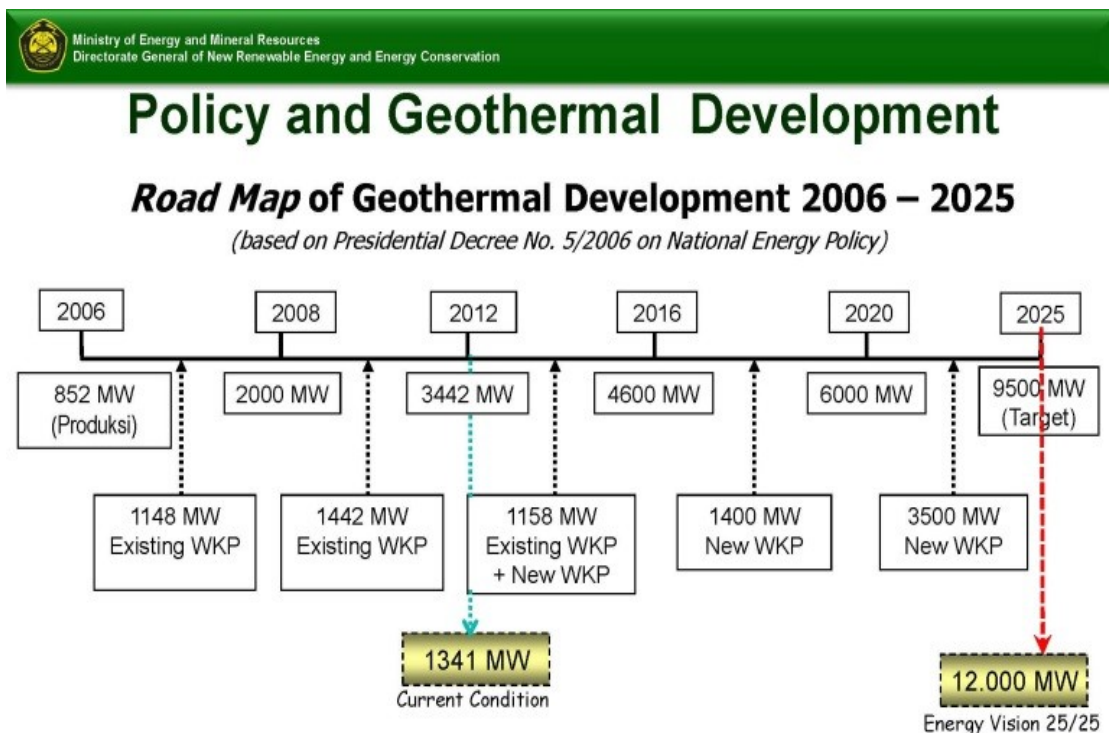 Ministry of Energy and Mineral Resources
Directorate General of New Renewable Energy and Energy Conservation
Policy and Geothermal Development
Road Map of Geothermal Development 2006 – 2025
(based on Presidential Decree No. 5/2006 on National Energy Policy)
2006
2008
2012
2016
2020
2025
852 MW
(Produksi)
2000 MW
3442 MW
4600 MW
6000 MW
9500 MW
(Target)
1148 MW
Existing WKP
1442 MW
Existing WKP
1158 MW
Existing WKP
+ New WKP
1400 MW
New WKP
3500 MW
New WKP
1341 MW
Current Condition
12.000 MW
Energy Vision 25/25